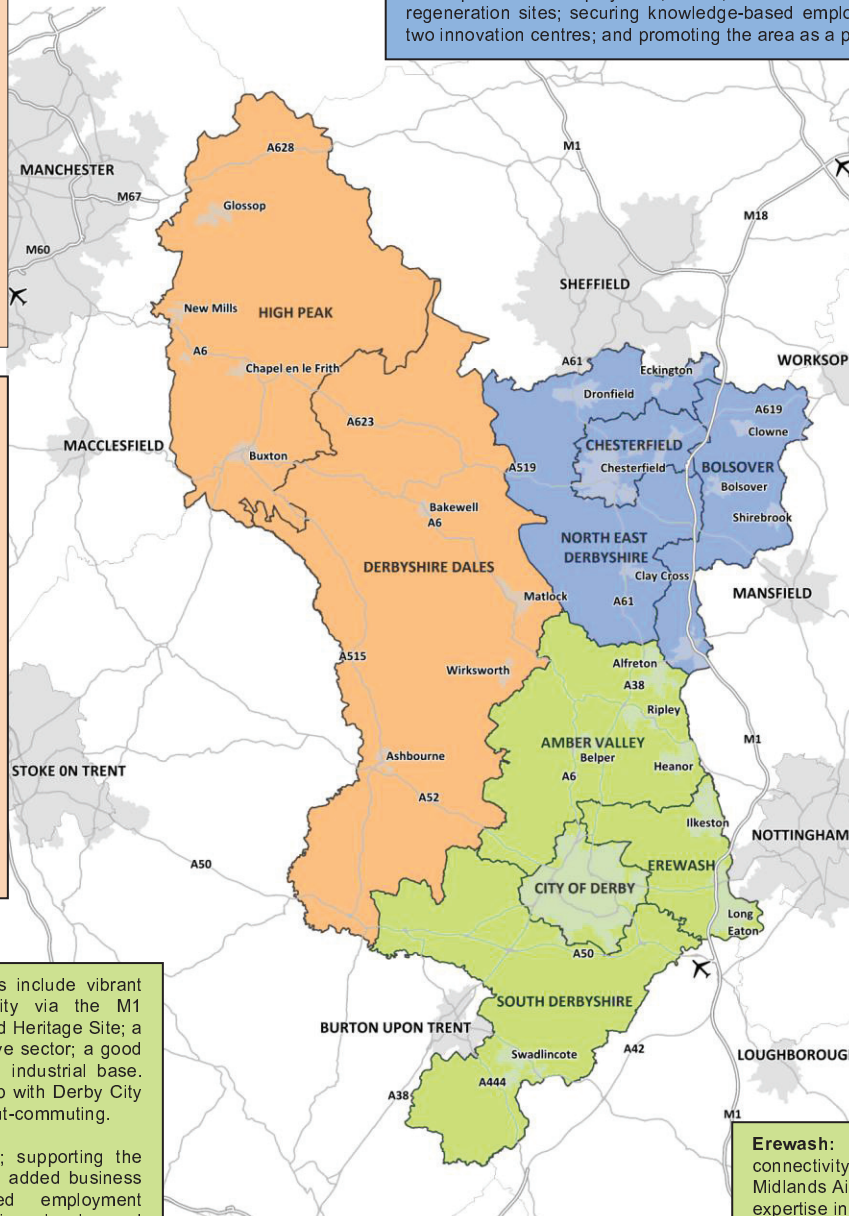 regeneration sites; securing knowledge-based emplo
two innovation centres; and promoting the area as a p
M1
A628
MANCHESTER
M67
Glossop
M18
M60
SHEFFIELD
New Mills
HIGH PEAK
A6
A61
WORKSOP
Chapel en le Frith
Eckington
Dronfield
A619
A623
Clowne
MACCLESFIELD
CHESTERFIELD
Buxton
A519
Chesterfield
BOLSOVER
Bolsover
Bakewell
A6
Shirebrook
NORTH EAST
DERBYSHIRE
DERBYSHIRE DALES
Clay Cross
MANSFIELD
Matlock
A61
A515
Wirksworth
Alfreton
A38
Ripley
AMBER VALLEY
M1
Ashbourne
Belper
Heanor
STOKE 0N TRENT
A6
A52
Ilkeston
NOTTINGHAM
A50
EREWASH
CITY OF DERBY
Long
Eaton
A50
s include vibrant
ity via the M1
d Heritage Site; a
ve sector; a good
industrial base.
o with Derby City
t-commuting.
; supporting the
added business
ed employment
SOUTH DERBYSHIRE
BURTON UPON TRENT
Swadlincote
A42
LOUGHBOROUG
A444
A38
M1
Erewash:
connectivity
Midlands Ai
expertise in